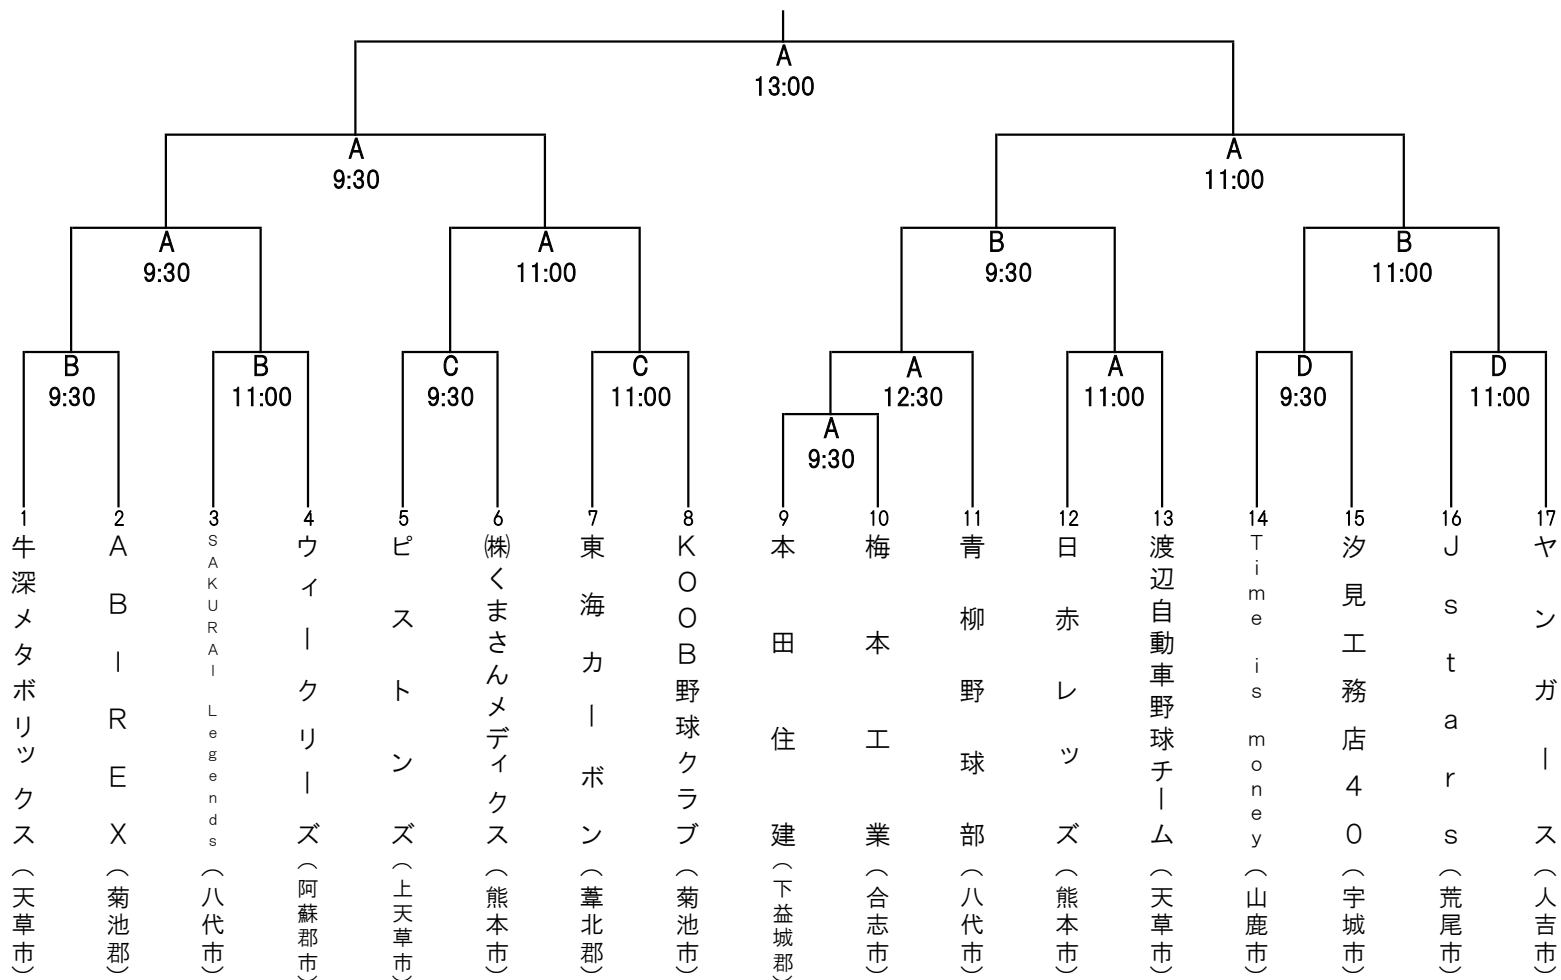 A
13:00
A
9:30
A
11:00
A
9:30
A
11:00
B
9:30
B
11:00
B
9:30
B
11:00
C
9:30
C
11:00
A
12:30
A
11:00
D
9:30
D
11:00
A
9:30
1
牛深メタボリックス(天草市)
2
ABIREX(菊池郡)
3
SAKURAI Legends(八代市)
4
ウィークリーズ(阿蘇郡市)
5
ピストンズ(上天草市)
6
㈱くまさんメディクス(熊本市)
7
東海カーボン(葦北郡)
8
KOOB野球クラブ(菊池市)
9
本田住建(下益城郡)
10
梅本工業(合志市)
11
青柳野球部(八代市)
12
日赤レッズ(熊本市)
13
渡辺自動車野球チーム(天草市)
14
Time is money(山鹿市)
15
汐見工務店40(宇城市)
16
Jstars(荒尾市)
17
ヤンガース(人吉市)